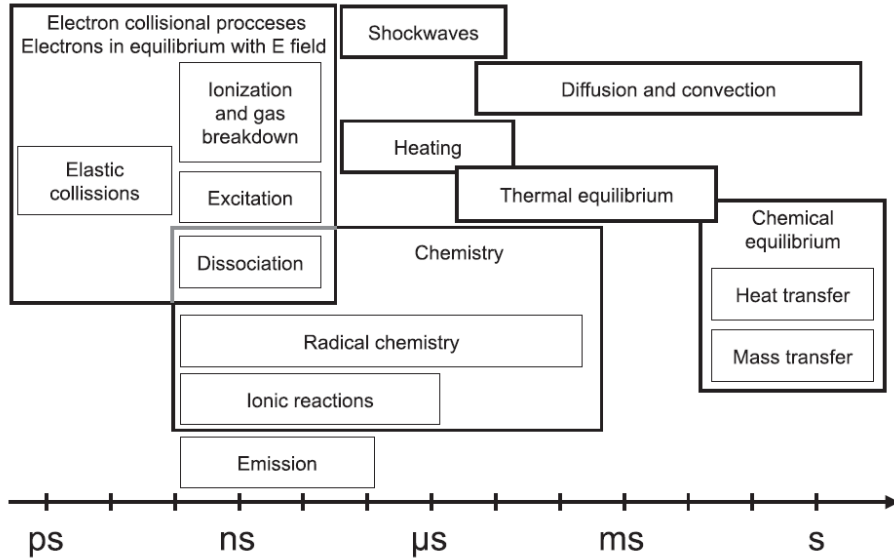 Electron collisional procceses
Electrons in equilibrium with E field
Ionization
and gas
breakdown
Elastic
collissions
Excitation
Dissociation
Shockwaves
Diffusion and convection
Heating
Thermal equilibrium
Chemistry
Radical chemistry
Ionic reactions
Emission
Chemical
equilibrium
Heat transfer
Mass transfer
ps ns μs ms s